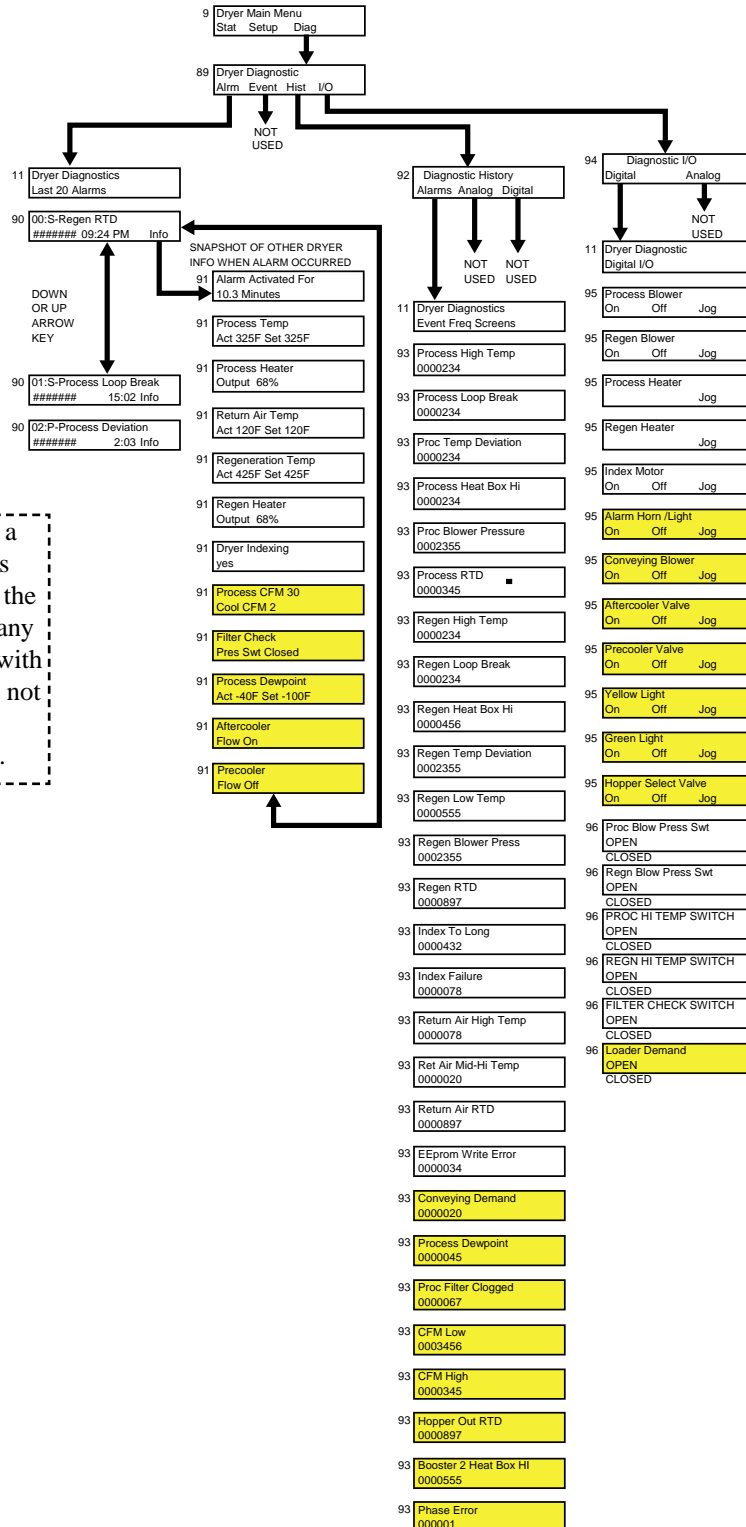 9 Dryer Main Menu
Stat Setup Diag
89 Dryer Diagnostic
Alrm Event Hist I/O
NOT
USED
11 Dryer Diagnostics
Last 20 Alarms
90 00:S-Regen RTD
####### 09:24 PM Info
DOWN
OR UP
ARROW
KEY
90 01:S-Process Loop Break
####### 15:02 Info
90 02:P-Process Deviation
####### 2:03 Info
a
s
the
any
with
not
.
SNAPSHOT OF OTHER DRYER
INFO WHEN ALARM OCCURRED
91 Alarm Activated For
10.3 Minutes
91 Process Temp
Act 325F Set 325F
91 Process Heater
Output 68%
91 Return Air Temp
Act 120F Set 120F
91 Regeneration Temp
Act 425F Set 425F
91 Regen Heater
Output 68%
91 Dryer Indexing
yes
91 Process CFM 30
Cool CFM 2
91 Filter Check
Pres Swt Closed
91 Process Dewpoint
Act -40F Set -100F
91 Aftercooler
Flow On
91 Precooler
Flow Off
92 Diagnostic History
Alarms Analog Digital
NOT NOT
USED USED
11 Dryer Diagnostics
Event Freq Screens
93 Process High Temp
0000234
93 Process Loop Break
0000234
93 Proc Temp Deviation
0000234
93 Process Heat Box Hi
0000234
93 Proc Blower Pressure
0002355
93 Process RTD
0000345
93 Regen High Temp
0000234
93 Regen Loop Break
0000234
93 Regen Heat Box Hi
0000456
93 Regen Temp Deviation
0002355
93 Regen Low Temp
0000555
93 Regen Blower Press
0002355
93 Regen RTD
0000897
93 Index To Long
0000432
93 Index Failure
0000078
93 Return Air High Temp
0000078
93 Ret Air Mid-Hi Temp
0000020
93 Return Air RTD
0000897
93 EEprom Write Error
0000034
93 Conveying Demand
0000020
93 Process Dewpoint
0000045
93 Proc Filter Clogged
0000067
93 CFM Low
0003456
93 CFM High
0000345
93 Hopper Out RTD
0000897
93 Booster 2 Heat Box HI
0000555
93 Phase Error
000001
94 Diagnostic I/O
Digital Analog
NOT
USED
11 Dryer Diagnostic
Digital I/O
95 Process Blower
On Off Jog
95 Regen Blower
On Off Jog
95 Process Heater
Jog
95 Regen Heater
Jog
95 Index Motor
On Off Jog
95 Alarm Horn /Light
On Off Jog
95 Conveying Blower
On Off Jog
95 Aftercooler Valve
On Off Jog
95 Precooler Valve
On Off Jog
95 Yellow Light
On Off Jog
95 Green Light
On Off Jog
95 Hopper Select Valve
On Off Jog
96 Proc Blow Press Swt
OPEN
CLOSED
96 Regn Blow Press Swt
OPEN
CLOSED
96 PROC HI TEMP SWITCH
OPEN
CLOSED
96 REGN HI TEMP SWITCH
OPEN
CLOSED
96 FILTER CHECK SWITCH
OPEN
CLOSED
96 Loader Demand
OPEN
CLOSED